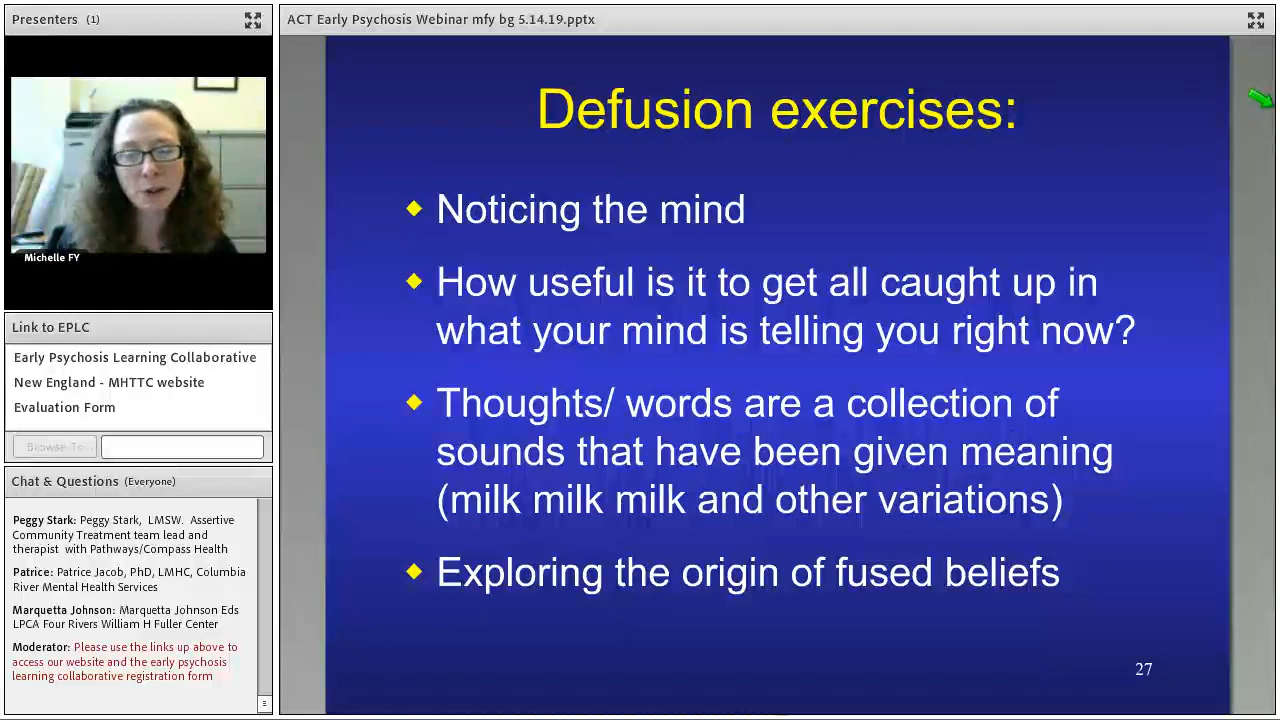 Presenters (1)
Michelle FY
Link to EPLC
Early Psychosis Learning Collaborative
New England - MHTTC website
Evaluation Form
Browse To...
Chat & Questions (Everyone)
Peggy Stark: Peggy Stark, LMSW. Assertive
Community Treatment team lead and
therapist with Pathways/Compass Health
Patrice: Patrice Jacob, PhD, LMHC, Columbia
River Mental Health Services
Marquetta Johnson: Marquetta Johnson Eds
LPCA Four Rivers William H Fuller Center
Moderator: Please use the links up above to
access our website and the early psychosis
learning collaborative registration form
ACT Early Psychosis Webinar mfy bg 5.14.19.pptx
Defusion exercises:
Noticing the mind
How useful is it to get all caught up in
what your mind is telling you right now?
Thoughts/ words are a collection of
sounds that have been given meaning
(milk milk milk and other variations)
Exploring the origin of fused beliefs
27